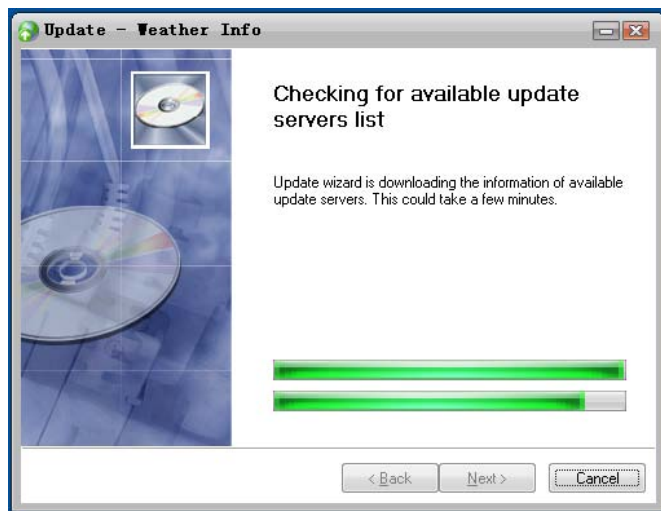 Update - Weather Info
Checking for available update
servers list
Update wizard is downloading the information of available
update servers. This could take a few minutes.
< Back
Next >
Cancel